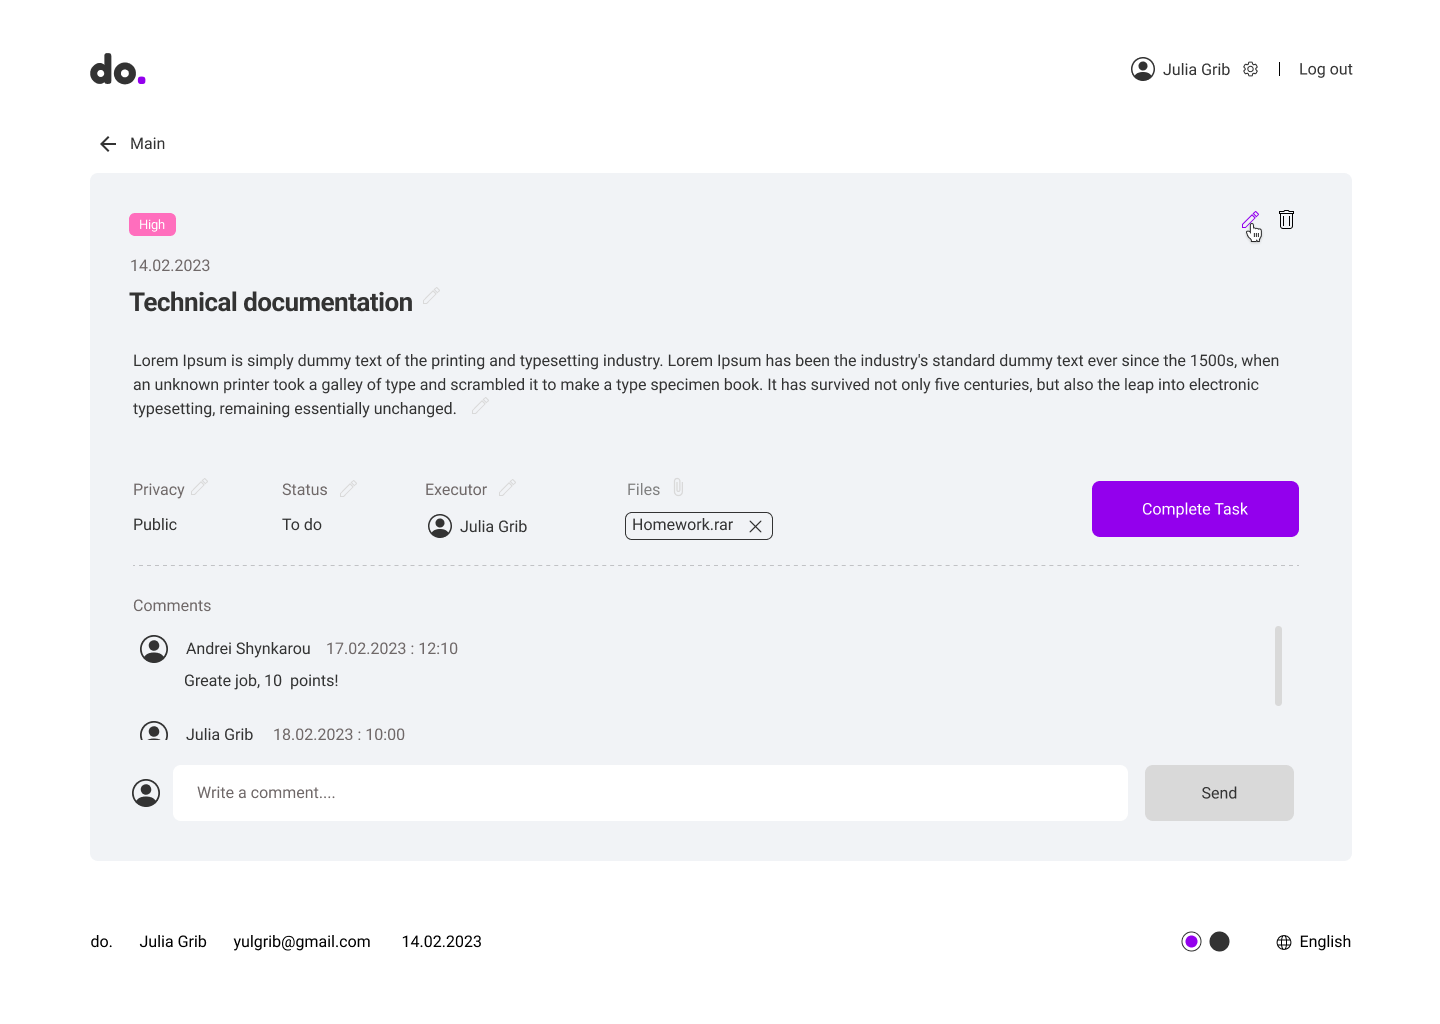 do.
Julia Grib
Log out
Main
High
14.02.2023
Technical documentation
Lorem Ipsum is simply dummy text of the printing and typesetting industry. Lorem Ipsum has been the industry's standard dummy text ever since the 1500s, when
an unknown printer took a galley of type and scrambled it to make a type specimen book. It has survived not only five centuries, but also the leap into electronic
typesetting, remaining essentially unchanged.
Privacy
Status
Executor
Files
Public
To do
Julia Grib
Homework.rar
Complete Task
Comments
Andrei Shynkarou 17.02.2023 : 12:10
Greate job, 10  points!
Julia Grib 18.02.2023 : 10:00
Write a comment....
Send
do. Julia Grib yulgrib@gmail.com 14.02.2023
English